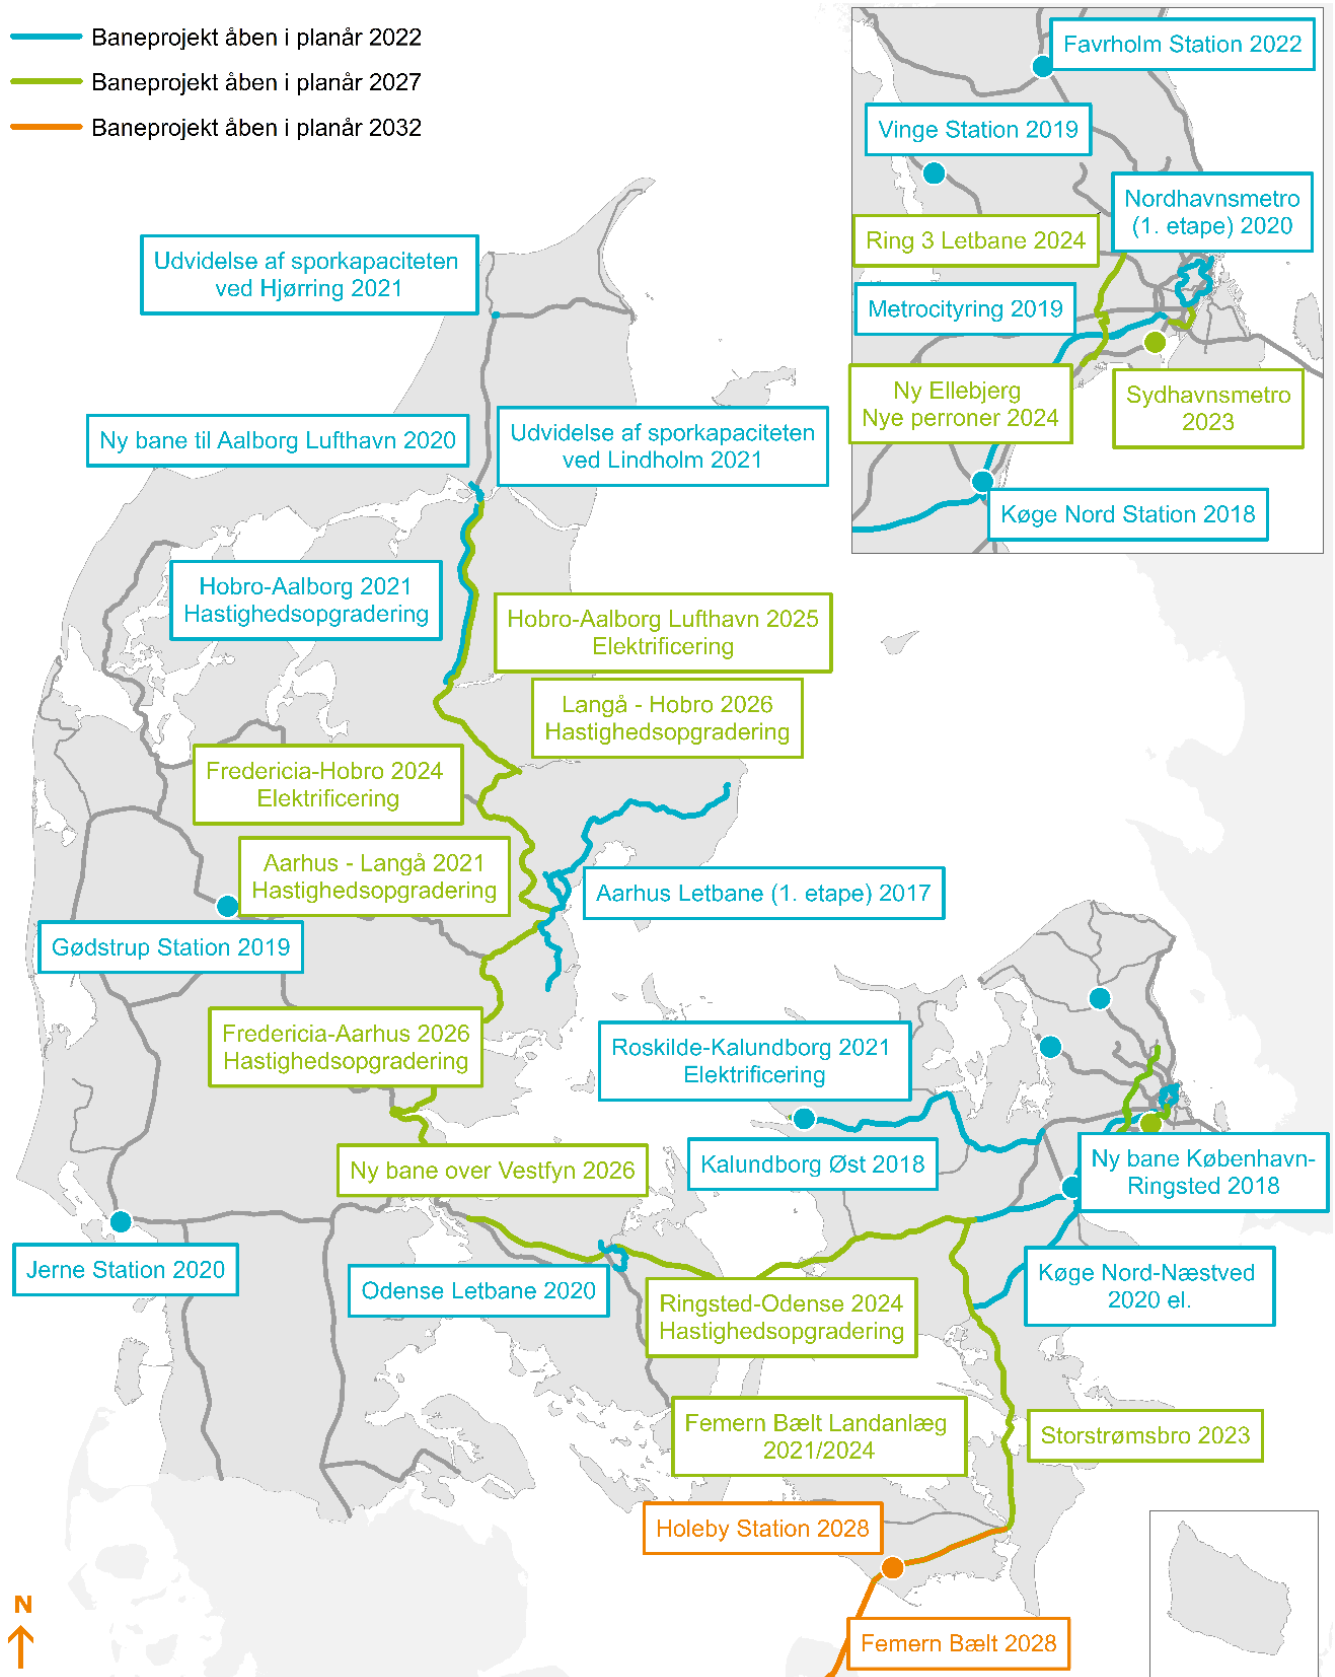 Baneprojekt åben i planår 2022
Baneprojekt åben i planår 2027
Baneprojekt åben i planår 2032
Favrholm Station 2022
Vinge Station 2019
Nordhavnsmetro
(1. etape) 2020
Ring 3 Letbane 2024
Metrocityring 2019
Ny Ellebjerg
Nye perroner 2024
Sydhavnsmetro
2023
Køge Nord Station 2018
Udvidelse af sporkapaciteten
ved Hjørring 2021
Ny bane til Aalborg Lufthavn 2020
Udvidelse af sporkapaciteten
ved Lindholm 2021
Hobro-Aalborg 2021
Hastighedsopgradering
Hobro-Aalborg Lufthavn 2025
Elektrificering
Langå - Hobro 2026
Hastighedsopgradering
Fredericia-Hobro 2024
Elektrificering
Aarhus - Langå 2021
Hastighedsopgradering
Aarhus Letbane (1. etape) 2017
Gødstrup Station 2019
Fredericia-Aarhus 2026
Hastighedsopgradering
Roskilde-Kalundborg 2021
Elektrificering
Kalundborg Øst 2018
Ny bane København-
Ringsted 2018
Ny bane over Vestfyn 2026
Jerne Station 2020
Odense Letbane 2020
Køge Nord-Næstved
2020 el.
Ringsted-Odense 2024
Hastighedsopgradering
Femern Bælt Landanlæg
2021/2024
Storstrømsbro 2023
Holeby Station 2028
Femern Bælt 2028
N